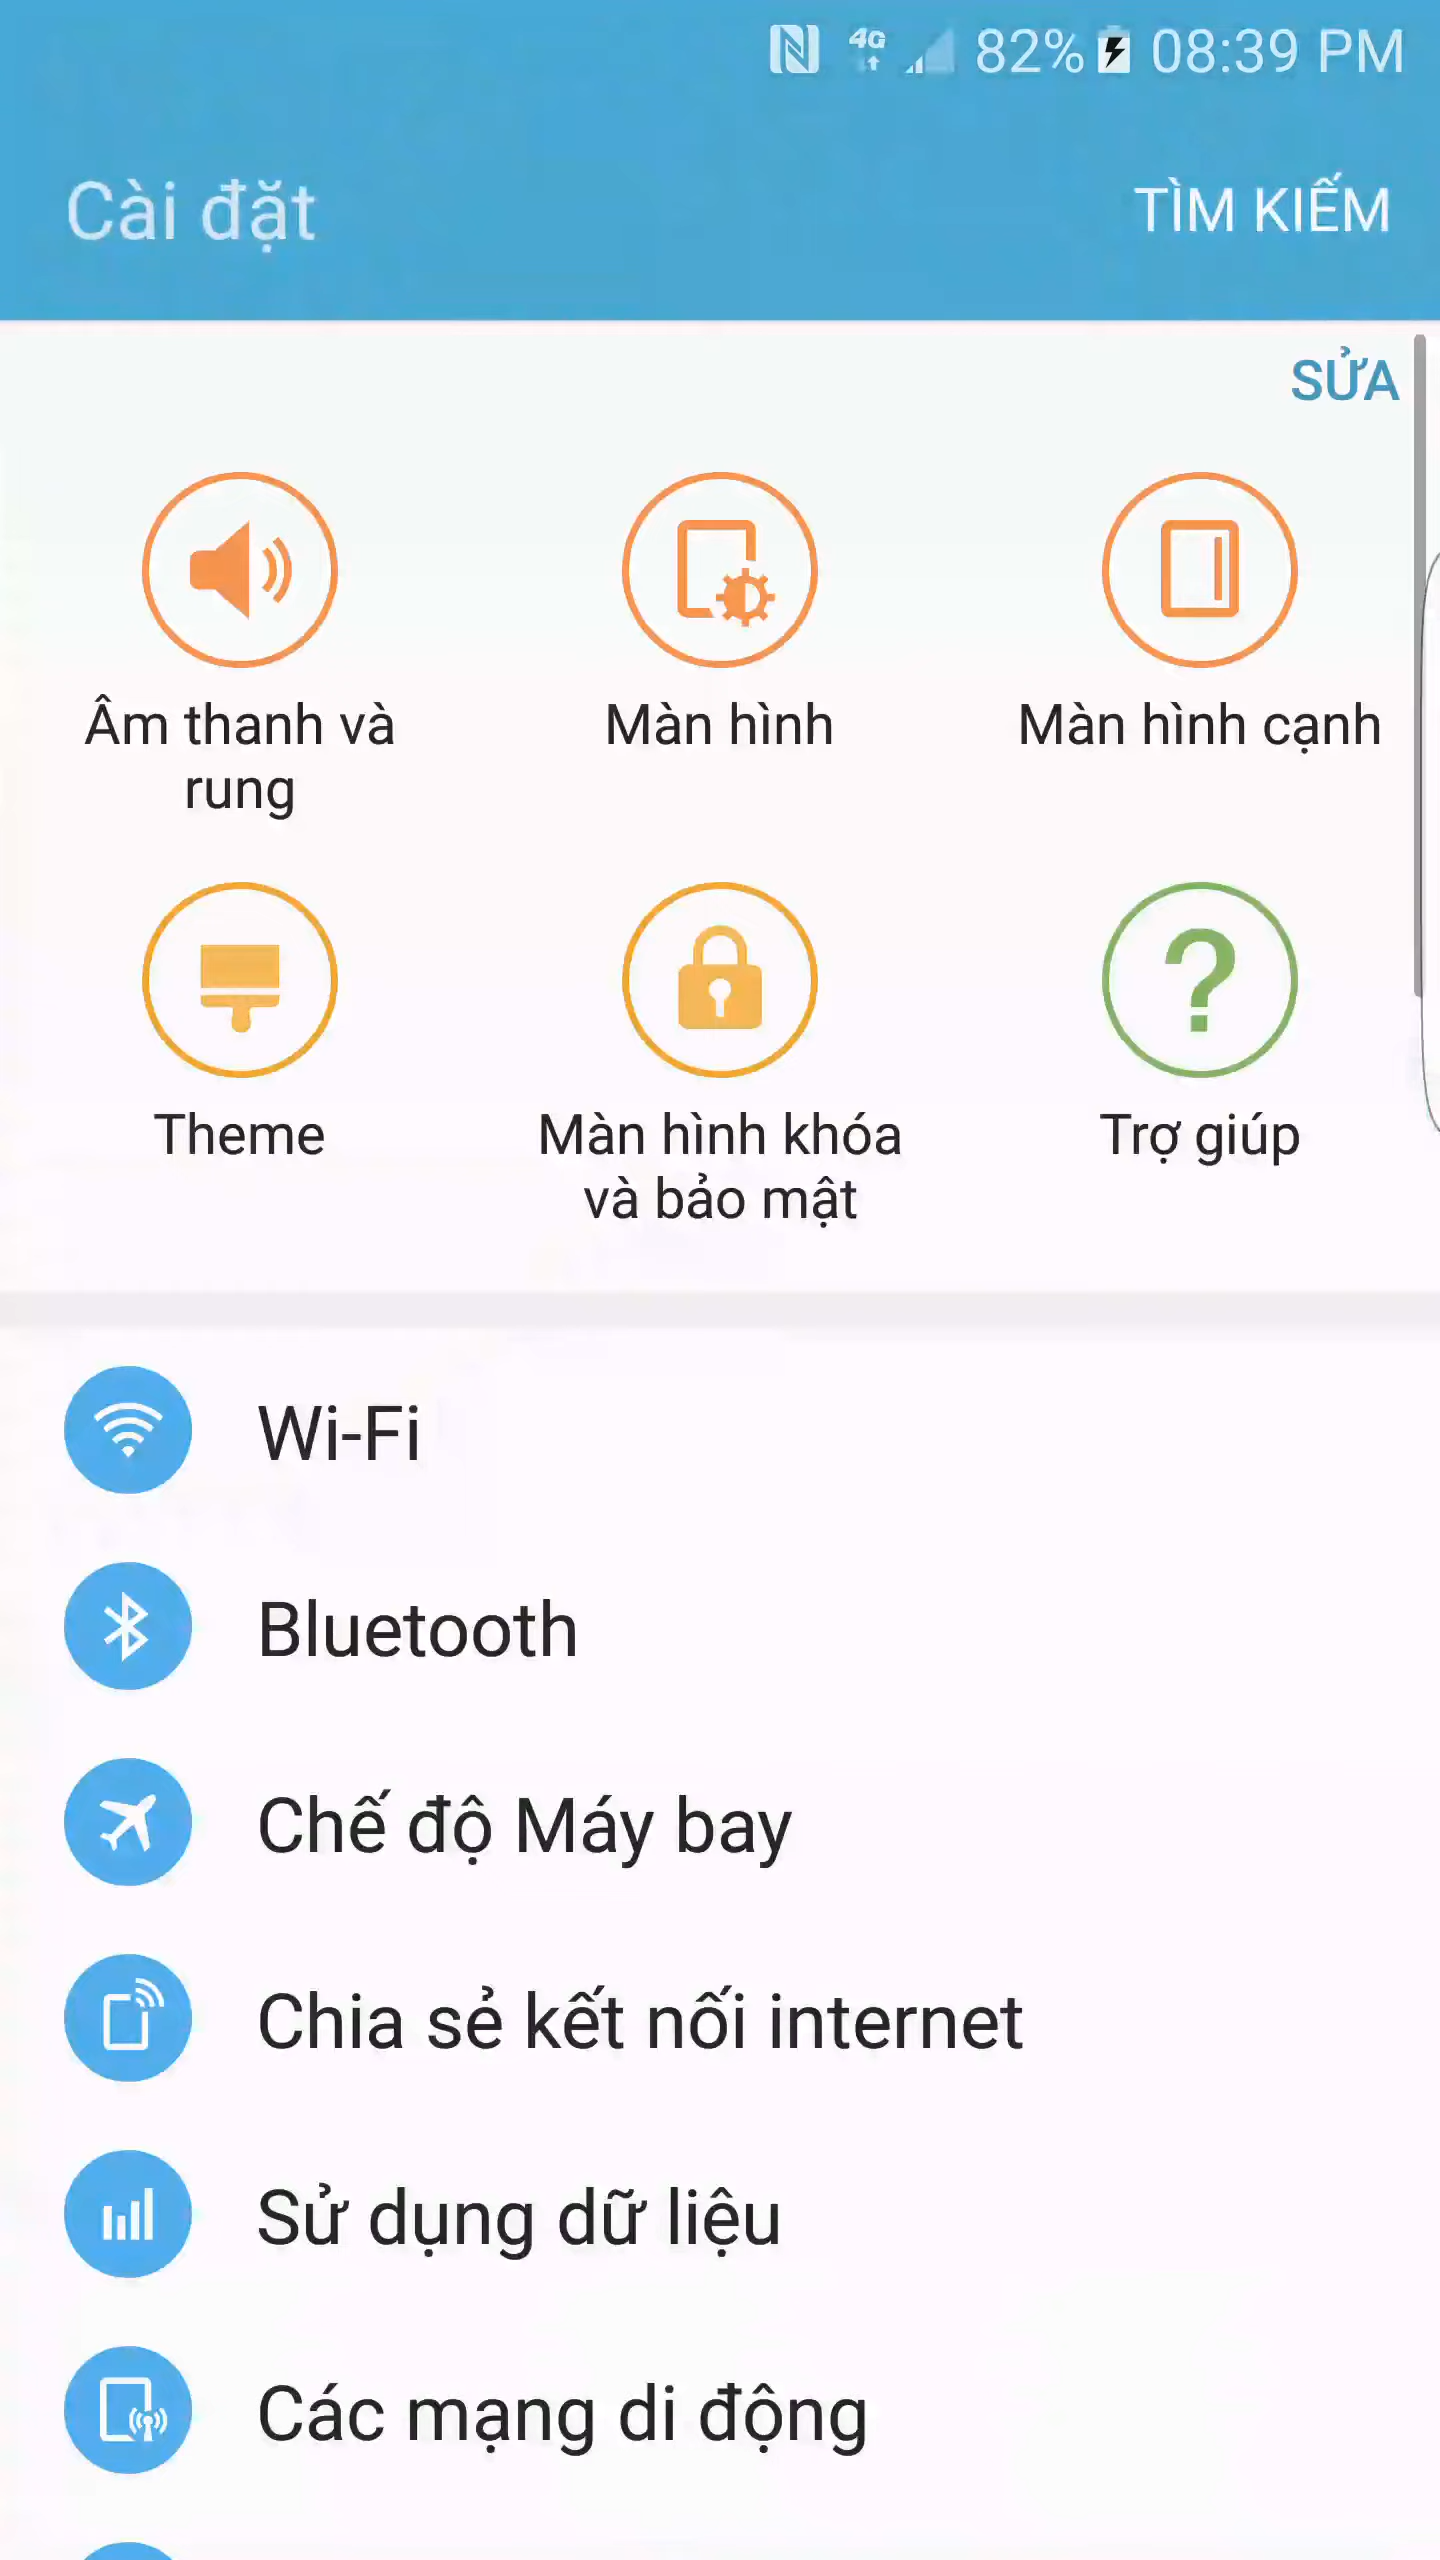 4G 82% 08:39 PM
Cài đặt
TÌM KIẾM
SỬA
Âm thanh và
rung
Màn hình
Màn hình cạnh
Theme
Màn hình khóa
và bảo mật
Trợ giúp
Wi-Fi
Bluetooth
Chế độ Máy bay
Chia sẻ kết nối internet
Sử dụng dữ liệu
Các mạng di động